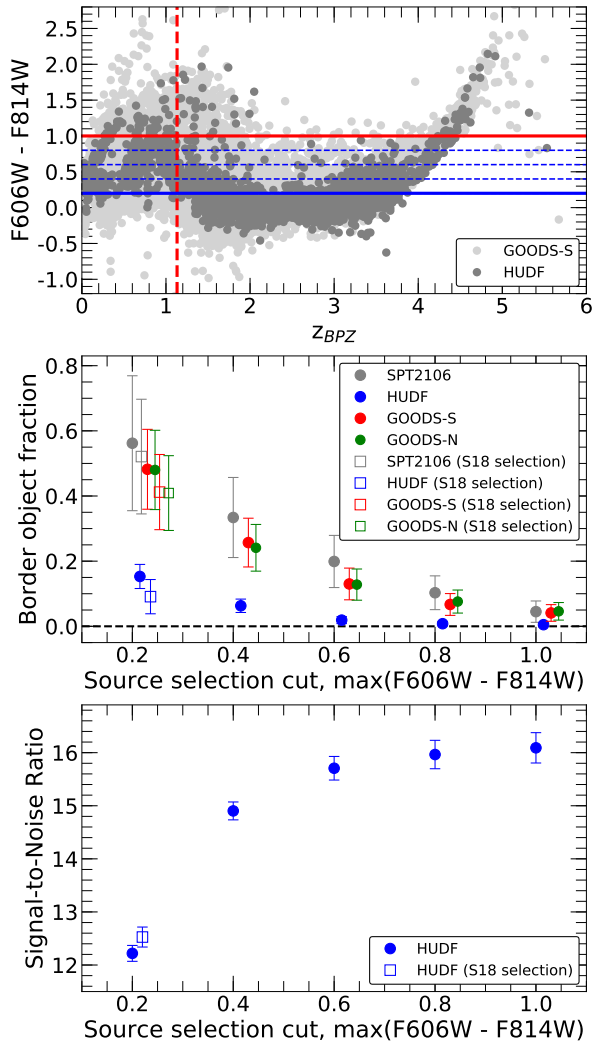 2.5
2.0
1.5
1.0
0.5
0.0
-0.5
-1.0
F606W - F814W
0 1 2 3 4 5 6
z_BPZ
GOODS-S
HUDF
0.8
0.6
0.4
0.2
0.0
Border object fraction
SPT2106
HUDF
GOODS-S
GOODS-N
SPT2106 (S18 selection)
HUDF (S18 selection)
GOODS-S (S18 selection)
GOODS-N (S18 selection)
0.2 0.4 0.6 0.8 1.0
Source selection cut, max(F606W - F814W)
16
15
14
13
12
Signal-to-Noise Ratio
HUDF
HUDF (S18 selection)
0.2 0.4 0.6 0.8 1.0
Source selection cut, max(F606W - F814W)